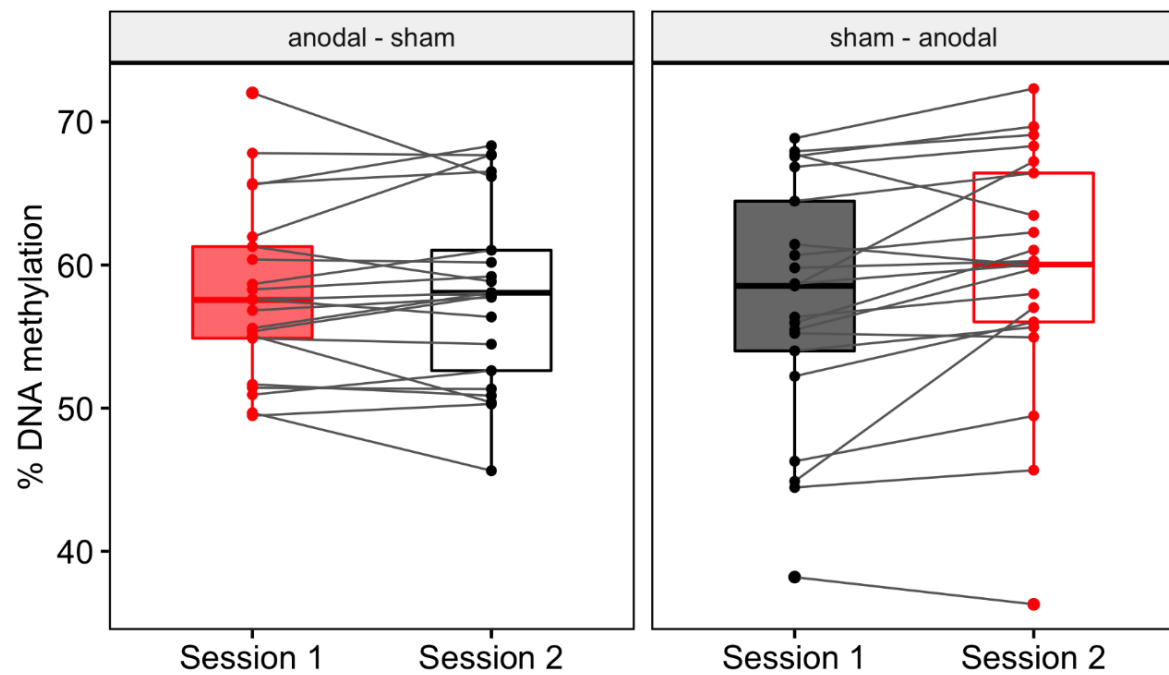 anodal - sham
sham - anodal
% DNA methylation
70
60
50
40
Session 1
Session 2
Session 1
Session 2